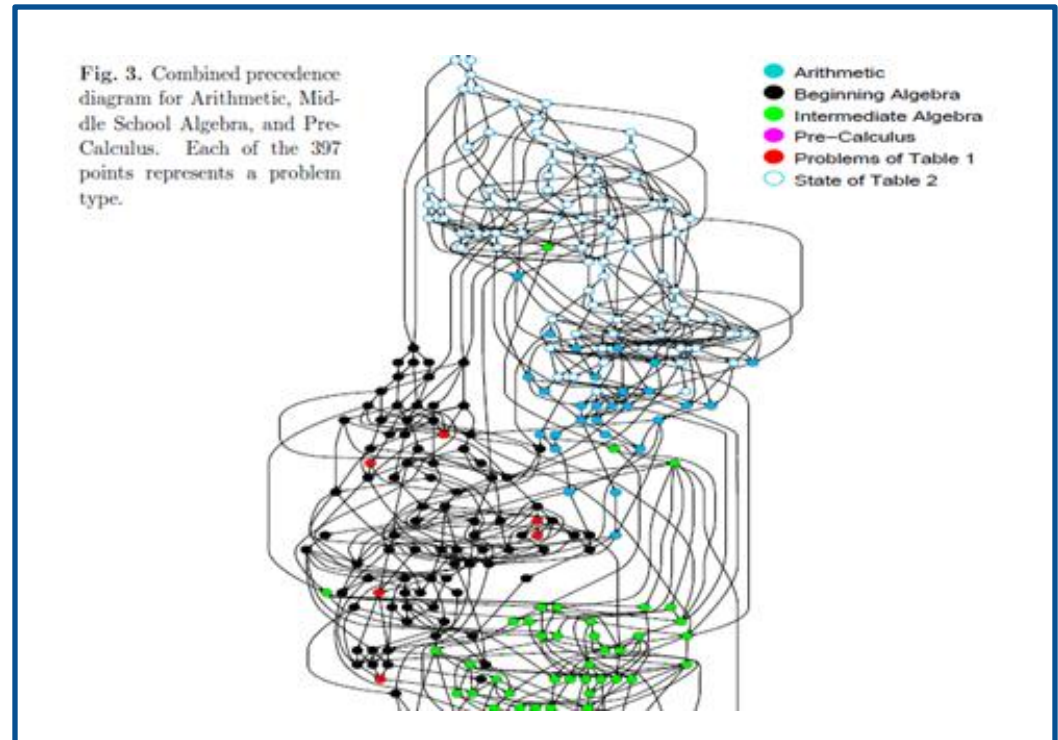 Fig. 3. Combined precedence
diagram for Arithmetic, Mid-
dle School Algebra, and Pre-
Calculus. Each of the 397
points represents a problem
type.
Arithmetic
Beginning Algebra
Intermediate Algebra
Pre-Calculus
Problems of Table 1
State of Table 2